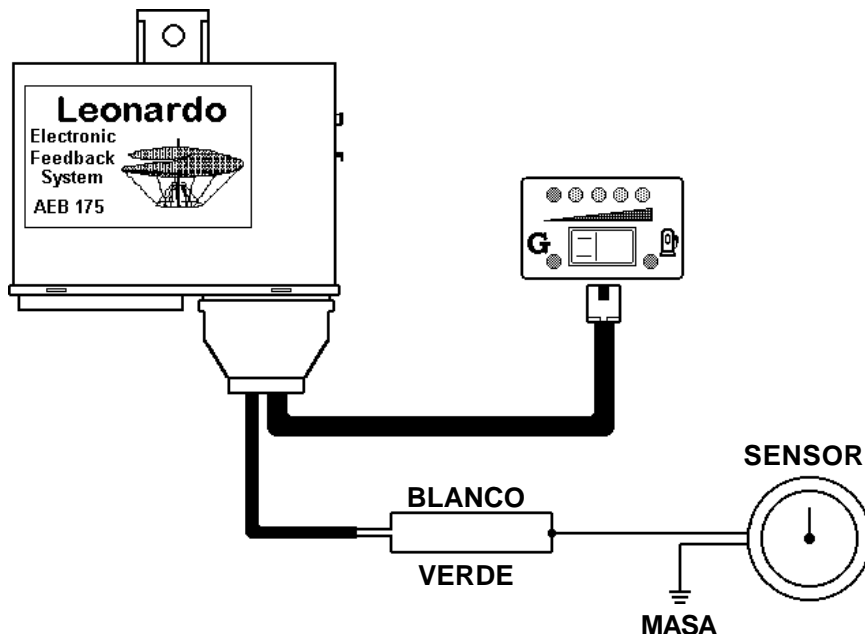 Leonardo
Electronic
Feedback
System
AEB 175
G
SENSOR
BLANCO
VERDE
MASA